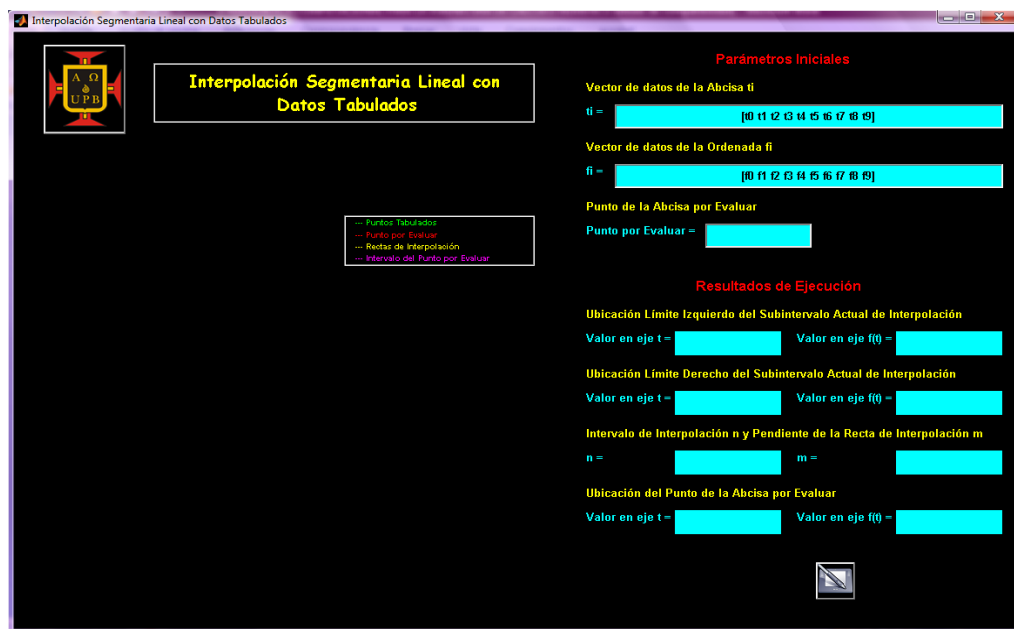 Interpolación Segmentaria Lineal con Datos Tabulados
A Ω
UPB
Interpolación Segmentaria Lineal con
Datos Tabulados
--- Puntos Tabulados
--- Punto por Evaluar
--- Rectas de Interpolación
--- Intervalo del Punto por Evaluar
Parámetros Iniciales
Vector de datos de la Abcisa ti
ti =
[t0 t1 t2 t3 t4 t5 t6 t7 t8 t9]
Vector de datos de la Ordenada fi
fi =
[f0 f1 f2 f3 f4 f5 f6 f7 f8 f9]
Punto de la Abcisa por Evaluar
Punto por Evaluar =
Resultados de Ejecución
Ubicación Límite Izquierdo del Subintervalo Actual de Interpolación
Valor en eje t =
Valor en eje f(t) =
Ubicación Límite Derecho del Subintervalo Actual de Interpolación
Valor en eje t =
Valor en eje f(t) =
Intervalo de Interpolación n y Pendiente de la Recta de Interpolación m
n =
m =
Ubicación del Punto de la Abcisa por Evaluar
Valor en eje t =
Valor en eje f(t) =